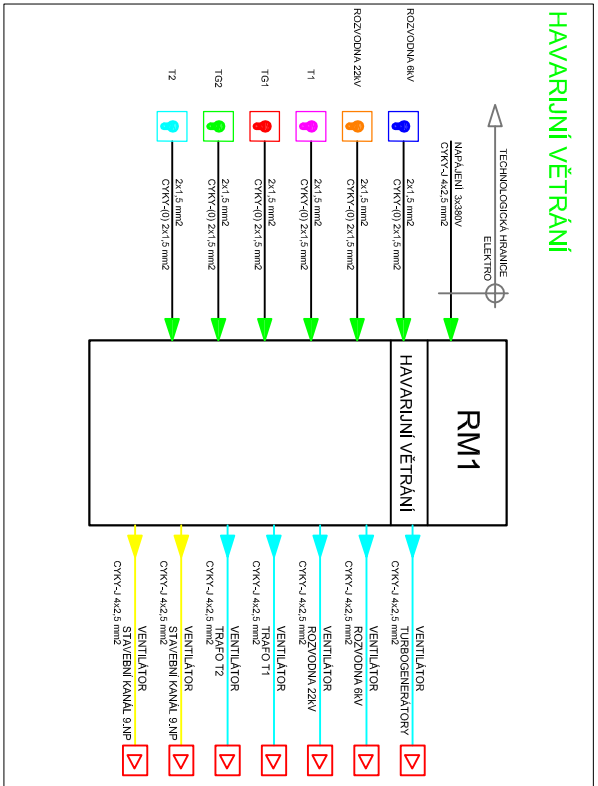 HAVARIJNÍ VĚTRÁNÍ
TECHNOLOGICKÁ HRANICE
ELEKTRO
NAPÁJENÍ 3x380V
CYKY-J 4x2,5 mm2
ROZVODNA 6kV
2x1,5 mm2
CYKY-(0) 2x1,5 mm2
ROZVODNA 22kV
2x1,5 mm2
CYKY-(0) 2x1,5 mm2
T1
2x1,5 mm2
CYKY-(0) 2x1,5 mm2
TG1
2x1,5 mm2
CYKY-(0) 2x1,5 mm2
TG2
2x1,5 mm2
CYKY-(0) 2x1,5 mm2
T2
2x1,5 mm2
CYKY-(0) 2x1,5 mm2
RM1
HAVARIJNÍ VĚTRÁNÍ
VENTILÁTOR
TURBOGENERÁTORY
CYKY-J 4x2,5 mm2
VENTILÁTOR
ROZVODNA 6kV
CYKY-J 4x2,5 mm2
VENTILÁTOR
ROZVODNA 22kV
CYKY-J 4x2,5 mm2
VENTILÁTOR
TRAFO T1
CYKY-J 4x2,5 mm2
VENTILÁTOR
TRAFO T2
CYKY-J 4x2,5 mm2
VENTILÁTOR
STAVEBNÍ KANÁL 9.NP
CYKY-J 4x2,5 mm2
VENTILÁTOR
STAVEBNÍ KANÁL 9.NP
CYKY-J 4x2,5 mm2